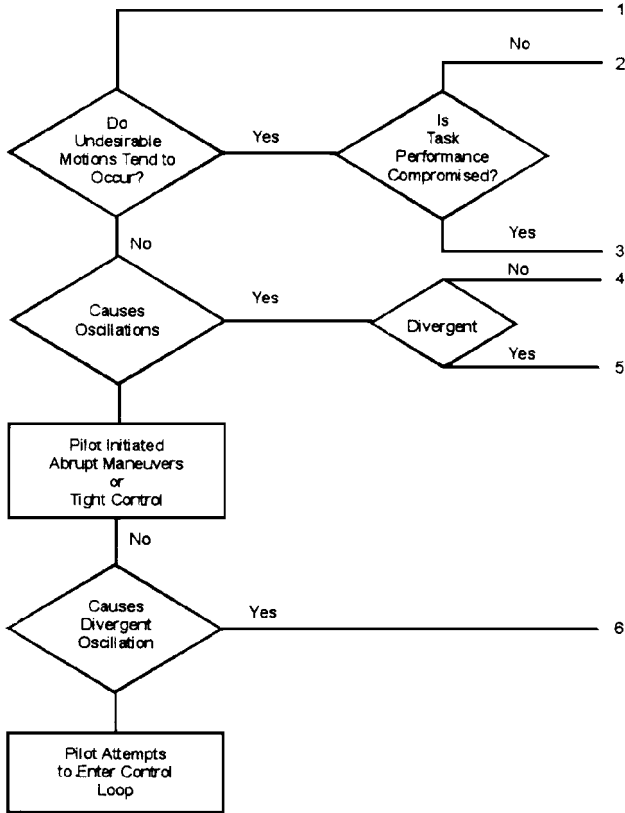 1
No
2
Do
Undesirable
Motions Tend to
Occur?
Yes
Is
Task
Performance
Compromised?
No
Yes
3
Causes
Oscillations
Yes
No
4
Divergent
Yes
5
Pilot Initiated
Abrupt Maneuvers
or
Tight Control
No
Causes
Divergent
Oscillation
Yes
6
Pilot Attempts
to Enter Control
Loop